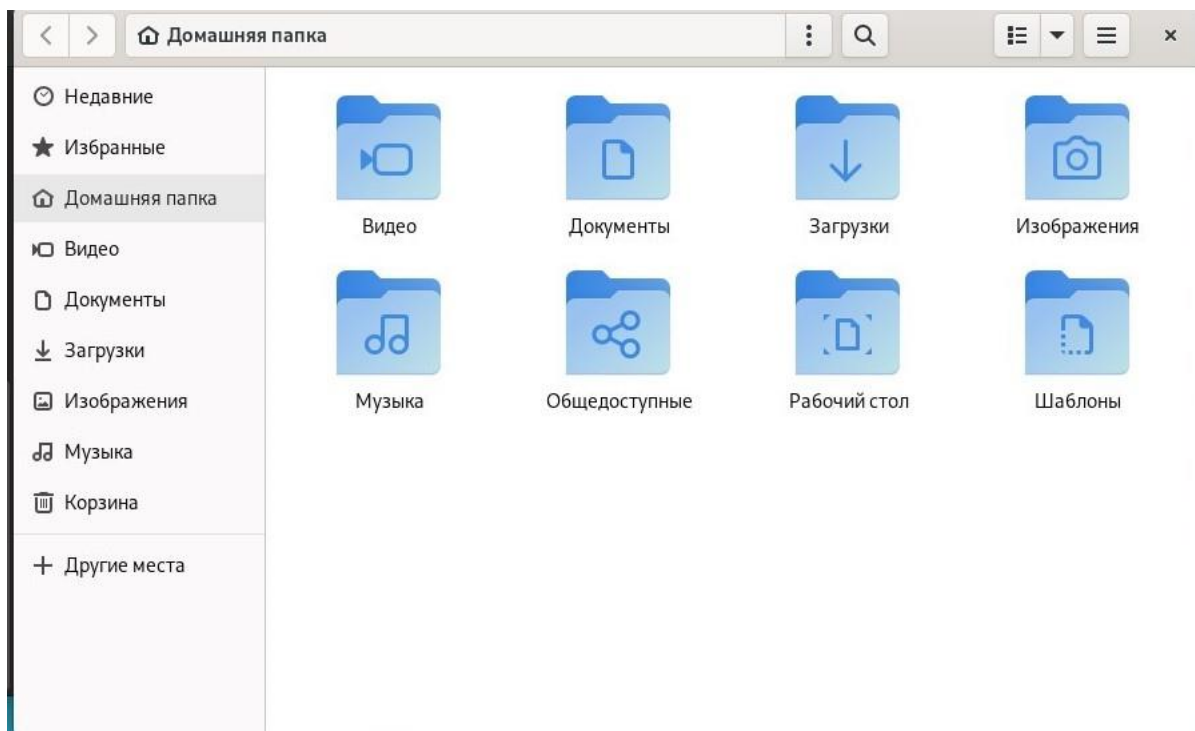 Домашняя папка
Недавние
Избранные
Домашняя папка
Видео
Документы
Загрузки
Изображения
Музыка
Корзина
Другие места
Видео
Документы
Загрузки
Изображения
Музыка
Общедоступные
Рабочий стол
Шаблоны